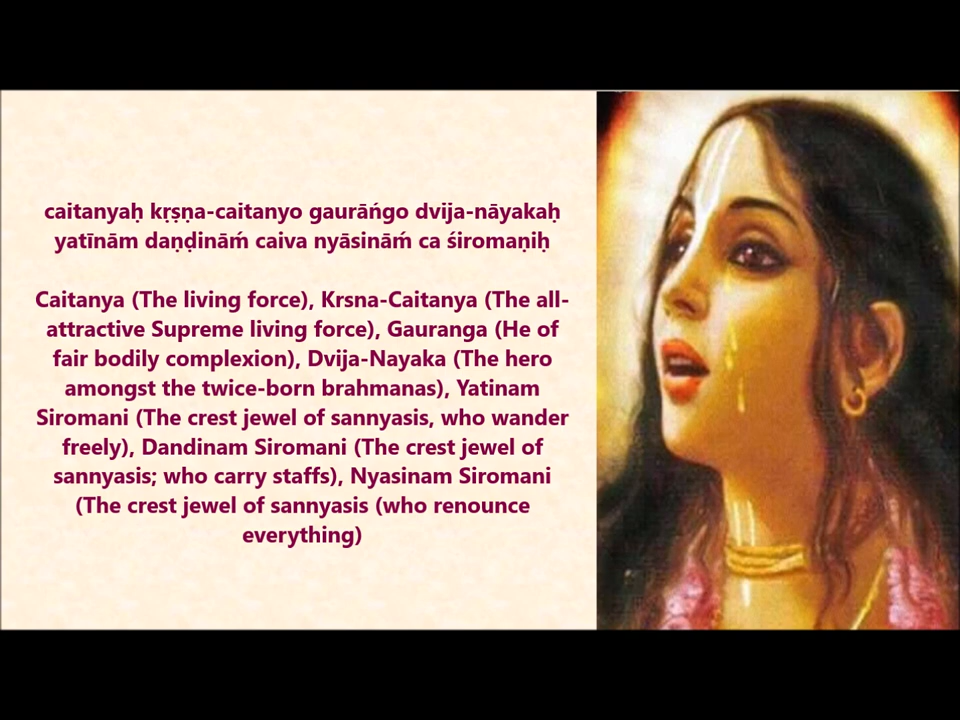 caitanyaḥ kṛṣṇa-caitanyo gaurāńgo dvija-nāyakaḥ
yatīnām daṇḍināḿ caiva nyāsināḿ ca śiromaṇiḥ
Caitanya (The living force), Krsna-Caitanya (The all-
attractive Supreme living force), Gauranga (He of
fair bodily complexion), Dvija-Nayaka (The hero
amongst the twice-born brahmanas), Yatinam
Siromani (The crest jewel of sannyasis, who wander
freely), Dandinam Siromani (The crest jewel of
sannyasis; who carry staffs), Nyasinam Siromani
(The crest jewel of sannyasis (who renounce
everything)